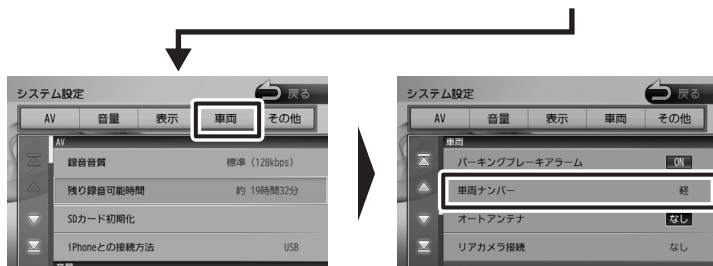 システム設定
戻る
AV 音量 表示 車両 その他
AV
録音音質 標準（128kbps）
残り録音可能時間 約 19時間32分
SDカード初期化
iPhoneとの接続方法 USB
音量
システム設定
戻る
AV 音量 表示 車両 その他
車両
パーキングブレーキアラーム ON
車両ナンバー 軽
オートアンテナ なし
リアカメラ接続 なし